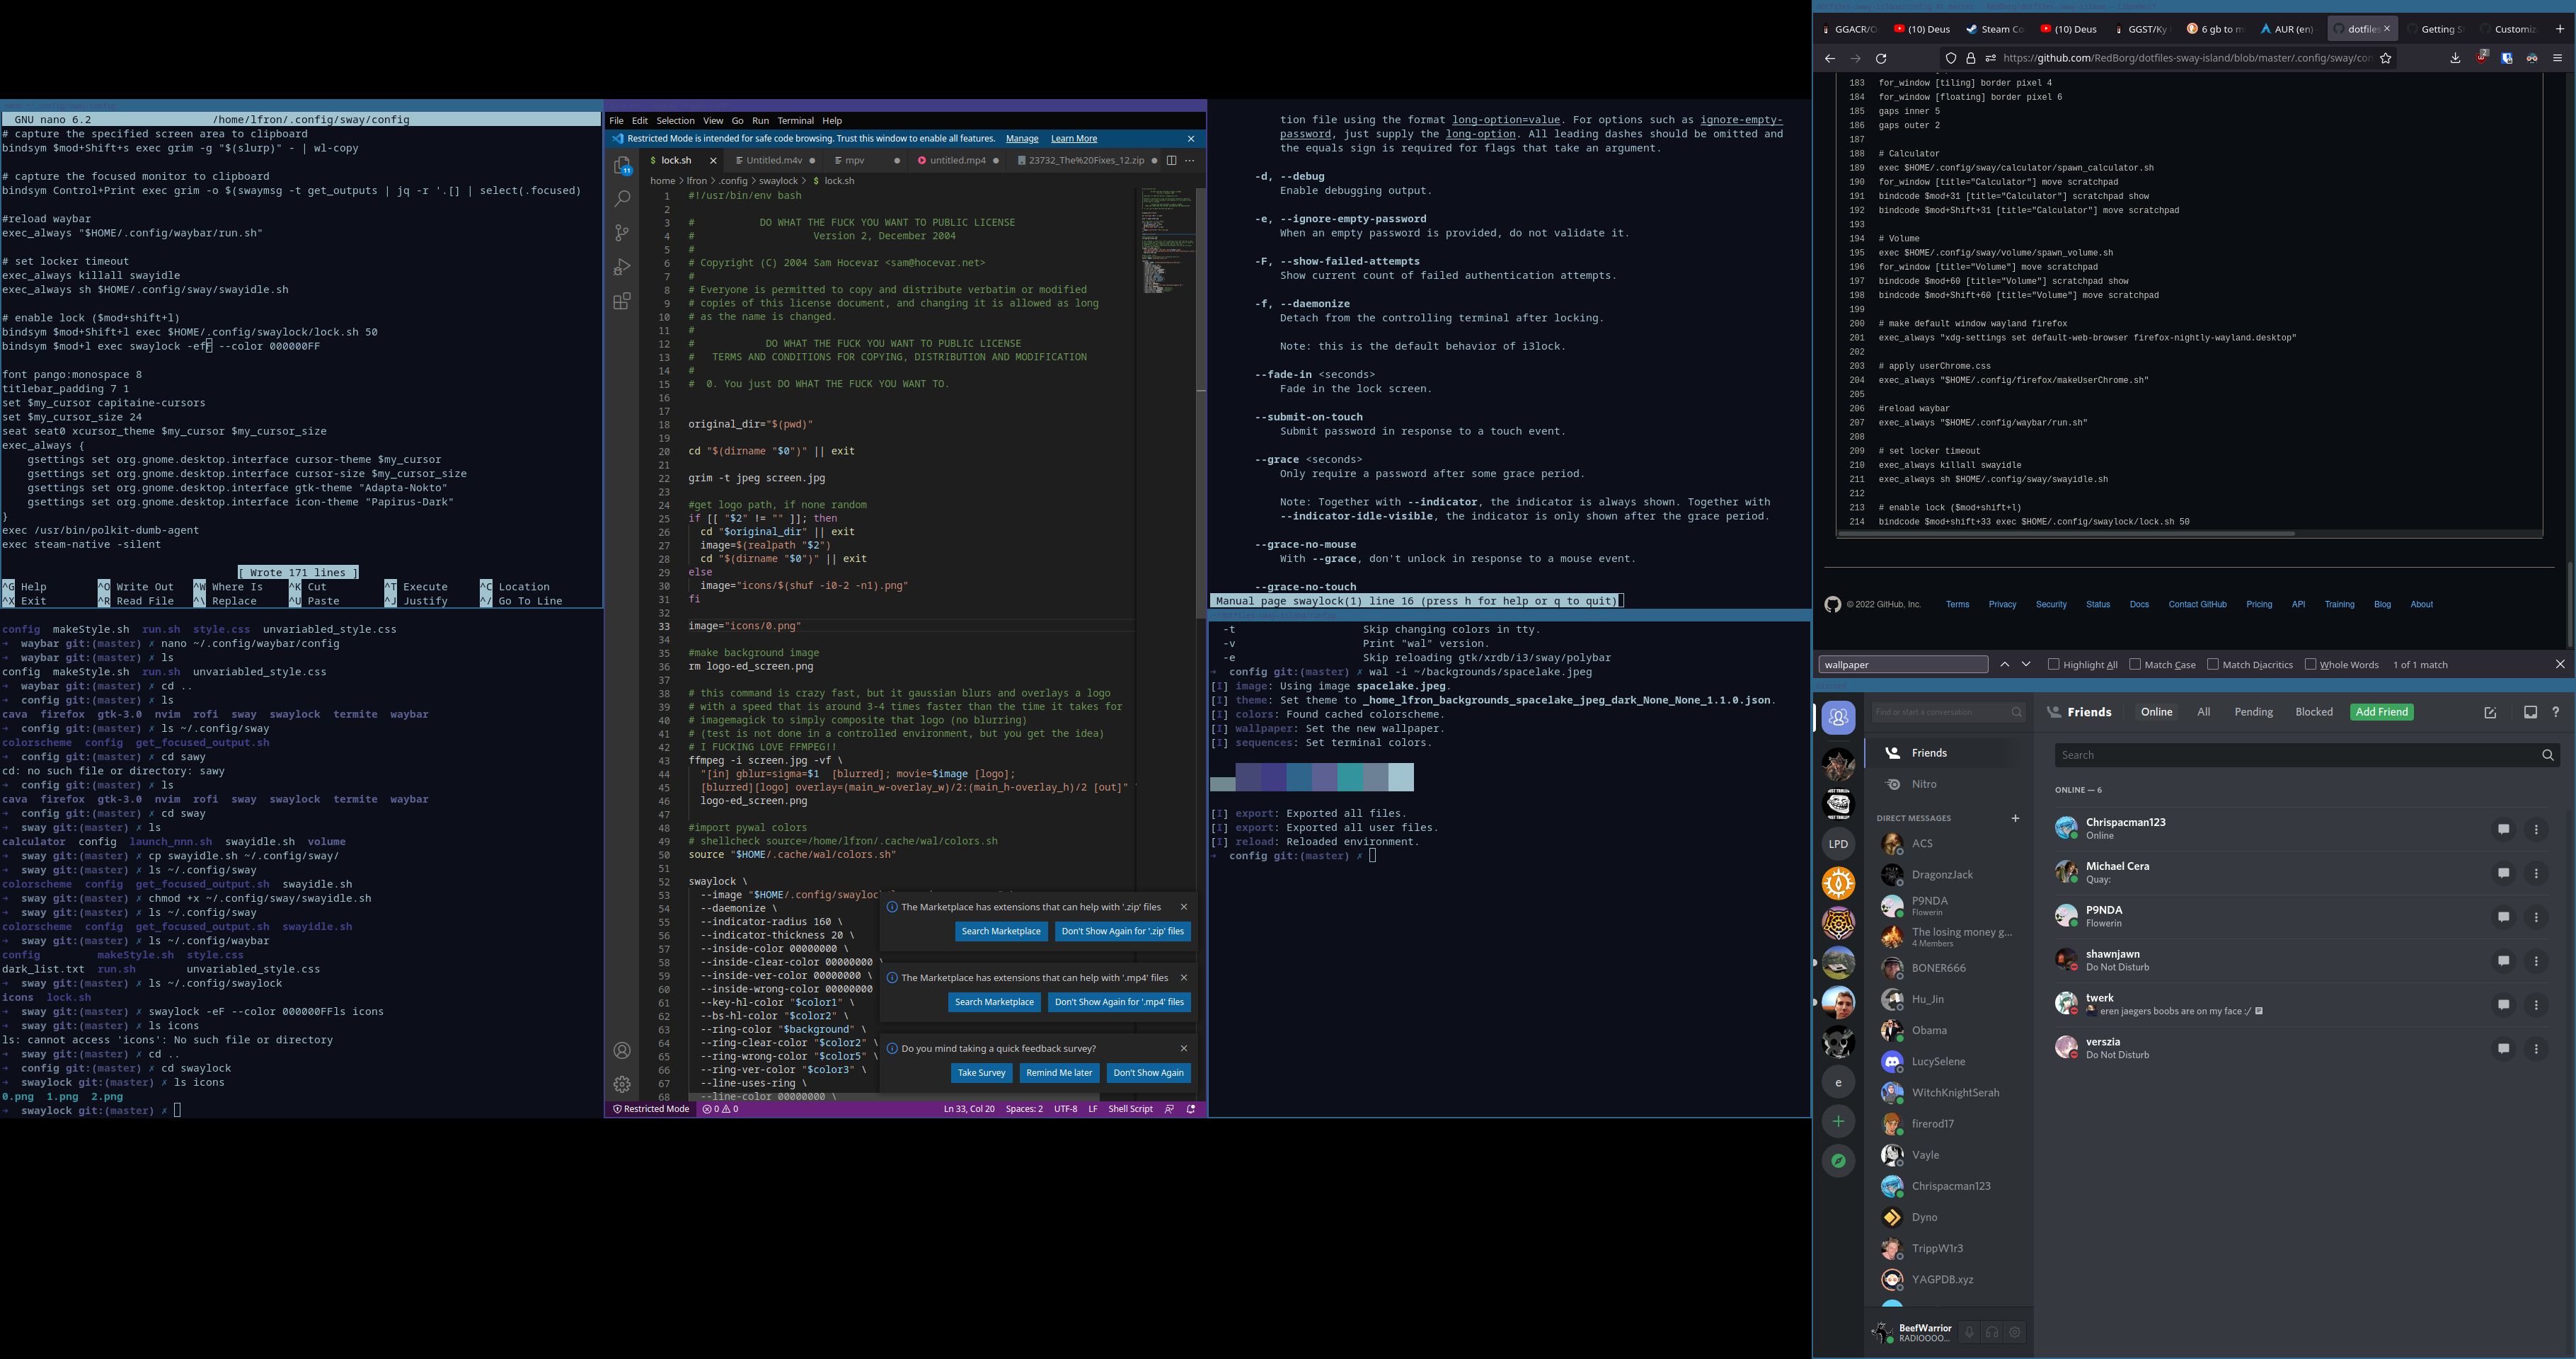 GNU nano 6.2 /home/lfron/.config/sway/config
# capture the specified screen area to clipboard
bindsym $mod+Shift+s exec grim -g "$(slurp)" - | wl-copy
# capture the focused monitor to clipboard
bindsym Control+Print exec grim -o $(swaymsg -t get_outputs | jq -r '.[] | select(.focused)
#reload waybar
exec_always "$HOME/.config/waybar/run.sh"
# set locker timeout
exec_always killall swayidle
exec_always sh $HOME/.config/sway/swayidle.sh
# enable lock ($mod+shift+l)
bindsym $mod+Shift+l exec $HOME/.config/swaylock/lock.sh 50
bindsym $mod+l exec swaylock -efF --color 000000FF
font pango:monospace 8
titlebar_padding 7 1
set $my_cursor capitaine-cursors
set $my_cursor_size 24
seat seat0 xcursor_theme $my_cursor $my_cursor_size
exec_always {
gsettings set org.gnome.desktop.interface cursor-theme $my_cursor
gsettings set org.gnome.desktop.interface cursor-size $my_cursor_size
gsettings set org.gnome.desktop.interface gtk-theme "Adapta-Nokto"
gsettings set org.gnome.desktop.interface icon-theme "Papirus-Dark"
}
exec /usr/bin/polkit-dumb-agent
exec steam-native -silent
[ Wrote 171 lines ]
^G Help ^O Write Out ^W Where Is ^K Cut ^T Execute ^C Location
^X Exit ^R Read File ^\ Replace ^U Paste ^J Justify ^/ Go To Line
config makeStyle.sh run.sh style.css unvariabled_style.css
➜ waybar git:(master) ✗ nano ~/.config/waybar/config
➜ waybar git:(master) ✗ ls
config makeStyle.sh run.sh unvariabled_style.css
➜ waybar git:(master) ✗ cd ..
➜ config git:(master) ✗ ls
cava firefox gtk-3.0 nvim rofi sway swaylock termite waybar
➜ config git:(master) ✗ ls ~/.config/sway
colorscheme config get_focused_output.sh
➜ config git:(master) ✗ cd sawy
cd: no such file or directory: sawy
➜ config git:(master) ✗ ls
cava firefox gtk-3.0 nvim rofi sway swaylock termite waybar
➜ config git:(master) ✗ cd sway
➜ sway git:(master) ✗ ls
calculator config launch_nnn.sh swayidle.sh volume
➜ sway git:(master) ✗ cp swayidle.sh ~/.config/sway/
➜ sway git:(master) ✗ ls ~/.config/sway
colorscheme config get_focused_output.sh swayidle.sh
➜ sway git:(master) ✗ chmod +x ~/.config/sway/swayidle.sh
➜ sway git:(master) ✗ ls ~/.config/sway
colorscheme config get_focused_output.sh swayidle.sh
➜ sway git:(master) ✗ ls ~/.config/waybar
config makeStyle.sh style.css
dark_list.txt run.sh unvariabled_style.css
➜ sway git:(master) ✗ ls ~/.config/swaylock
icons lock.sh
➜ sway git:(master) ✗ swaylock -eF --color 000000FFls icons
➜ sway git:(master) ✗ ls icons
ls: cannot access 'icons': No such file or directory
➜ sway git:(master) ✗ cd ..
➜ config git:(master) ✗ cd swaylock
➜ swaylock git:(master) ✗ ls icons
0.png 1.png 2.png
➜ swaylock git:(master) ✗
File Edit Selection View Go Run Terminal Help
Restricted Mode is intended for safe code browsing. Trust this window to enable all features. Manage Learn More
11
lock.sh Untitled.m4v mpv untitled.mp4 23732_The%20Fixes_12.zip
home > lfron > .config > swaylock > $ lock.sh
1 #!/usr/bin/env bash
2
3 # DO WHAT THE FUCK YOU WANT TO PUBLIC LICENSE
4 # Version 2, December 2004
5 #
6 # Copyright (C) 2004 Sam Hocevar <sam@hocevar.net>
7 #
8 # Everyone is permitted to copy and distribute verbatim or modified
9 # copies of this license document, and changing it is allowed as long
10 # as the name is changed.
11 #
12 # DO WHAT THE FUCK YOU WANT TO PUBLIC LICENSE
13 # TERMS AND CONDITIONS FOR COPYING, DISTRIBUTION AND MODIFICATION
14 #
15 # 0. You just DO WHAT THE FUCK YOU WANT TO.
16
17
18 original_dir="$(pwd)"
19
20 cd "$(dirname "$0")" || exit
21
22 grim -t jpeg screen.jpg
23
24 #get logo path, if none random
25 if [[ "$2" != "" ]]; then
26 cd "$original_dir" || exit
27 image=$(realpath "$2")
28 cd "$(dirname "$0")" || exit
29 else
30 image="icons/$(shuf -i0-2 -n1).png"
31 fi
32
33 image="icons/0.png"
34
35 #make background image
36 rm logo-ed_screen.png
37
38 # this command is crazy fast, but it gaussian blurs and overlays a logo
39 # with a speed that is around 3-4 times faster than the time it takes for
40 # imagemagick to simply composite that logo (no blurring)
41 # (test is not done in a controlled environment, but you get the idea)
42 # I FUCKING LOVE FFMPEG!!
43 ffmpeg -i screen.jpg -vf \
44 "[in] gblur=sigma=$1 [blurred]; movie=$image [logo];
45 [blurred][logo] overlay=(main_w-overlay_w)/2:(main_h-overlay_h)/2 [out]"
46 logo-ed_screen.png
47
48 #import pywal colors
49 # shellcheck source=/home/lfron/.cache/wal/colors.sh
50 source "$HOME/.cache/wal/colors.sh"
51
52 swaylock \
53 --image "$HOME/.config/swayloc
54 --daemonize \
55 --indicator-radius 160 \
56 --indicator-thickness 20 \
57 --inside-color 00000000 \
58 --inside-clear-color 00000000 \
59 --inside-ver-color 00000000 \
60 --inside-wrong-color 00000000
61 --key-hl-color "$color1" \
62 --bs-hl-color "$color2" \
63 --ring-color "$background" \
64 --ring-clear-color "$color2" \
65 --ring-wrong-color "$color5" \
66 --ring-ver-color "$color3" \
67 --line-uses-ring \
68 --line-color 00000000 \
The Marketplace has extensions that can help with '.zip' files
Search Marketplace Don't Show Again for '.zip' files
The Marketplace has extensions that can help with '.mp4' files
Search Marketplace Don't Show Again for '.mp4' files
Do you mind taking a quick feedback survey?
Take Survey Remind Me later Don't Show Again
Restricted Mode 0 0 Ln 33, Col 20 Spaces: 2 UTF-8 LF Shell Script
tion file using the format long-option=value. For options such as ignore-empty-
password, just supply the long-option. All leading dashes should be omitted and
the equals sign is required for flags that take an argument.
-d, --debug
Enable debugging output.
-e, --ignore-empty-password
When an empty password is provided, do not validate it.
-F, --show-failed-attempts
Show current count of failed authentication attempts.
-f, --daemonize
Detach from the controlling terminal after locking.
Note: this is the default behavior of i3lock.
--fade-in <seconds>
Fade in the lock screen.
--submit-on-touch
Submit password in response to a touch event.
--grace <seconds>
Only require a password after some grace period.
Note: Together with --indicator, the indicator is always shown. Together with
--indicator-idle-visible, the indicator is only shown after the grace period.
--grace-no-mouse
With --grace, don't unlock in response to a mouse event.
--grace-no-touch
Manual page swaylock(1) line 16 (press h for help or q to quit)
-t Skip changing colors in tty.
-v Print "wal" version.
-e Skip reloading gtk/xrdb/i3/sway/polybar
➜ config git:(master) ✗ wal -i ~/backgrounds/spacelake.jpeg
[I] image: Using image spacelake.jpeg.
[I] theme: Set theme to _home_lfron_backgrounds_spacelake_jpeg_dark_None_None_1.1.0.json.
[I] colors: Found cached colorscheme.
[I] wallpaper: Set the new wallpaper.
[I] sequences: Set terminal colors.
[I] export: Exported all files.
[I] export: Exported all user files.
[I] reload: Reloaded environment.
➜ config git:(master) ✗
GGACR/ (10) Deus Steam Co (10) Deus GGST/Ky 6 gb to m AUR (en) dotfiles Getting S Customiz
https://github.com/RedBorg/dotfiles-sway-island/blob/master/.config/sway/con
183 for_window [tiling] border pixel 4
184 for_window [floating] border pixel 6
185 gaps inner 5
186 gaps outer 2
187
188 # Calculator
189 exec $HOME/.config/sway/calculator/spawn_calculator.sh
190 for_window [title="Calculator"] move scratchpad
191 bindcode $mod+31 [title="Calculator"] scratchpad show
192 bindcode $mod+Shift+31 [title="Calculator"] move scratchpad
193
194 # Volume
195 exec $HOME/.config/sway/volume/spawn_volume.sh
196 for_window [title="Volume"] move scratchpad
197 bindcode $mod+60 [title="Volume"] scratchpad show
198 bindcode $mod+Shift+60 [title="Volume"] move scratchpad
199
200 # make default window wayland firefox
201 exec_always "xdg-settings set default-web-browser firefox-nightly-wayland.desktop"
202
203 # apply userChrome.css
204 exec_always "$HOME/.config/firefox/makeUserChrome.sh"
205
206 #reload waybar
207 exec_always "$HOME/.config/waybar/run.sh"
208
209 # set locker timeout
210 exec_always killall swayidle
211 exec_always sh $HOME/.config/sway/swayidle.sh
212
213 # enable lock ($mod+shift+l)
214 bindcode $mod+shift+33 exec $HOME/.config/swaylock/lock.sh 50
© 2022 GitHub, Inc. Terms Privacy Security Status Docs Contact GitHub Pricing API Training Blog About
wallpaper Highlight All Match Case Match Diacritics Whole Words 1 of 1 match
Find or start a conversation
Friends Online All Pending Blocked Add Friend
Friends
Nitro
DIRECT MESSAGES
ACS
DragonzJack
P9NDA
Flowerin
The losing money g...
4 Members
BONER666
Hu_Jin
Obama
LucySelene
WitchKnightSerah
firerod17
Vayle
Chrispacman123
Dyno
TrippW1r3
YAGPDB.xyz
LPD
e
BeefWarrior
RADIOOOO...
Search
ONLINE — 6
Chrispacman123
Online
Michael Cera
Quay:
P9NDA
Flowerin
shawnjawn
Do Not Disturb
twerk
eren jaegers boobs are on my face :/
verszia
Do Not Disturb